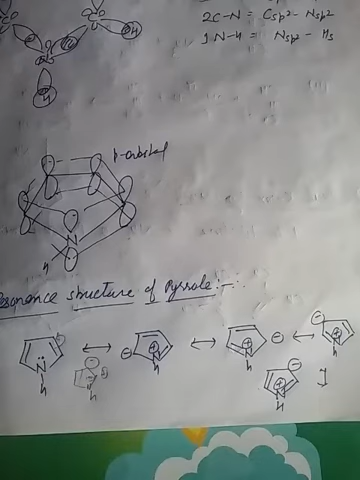 2C-N = Csp² - Nsp²
1 N-H = Nsp² - Hs
p-orbital
N
H
Resonance structure of Pyrrole:-
N
H
N
H
N
H
N
H
N
H